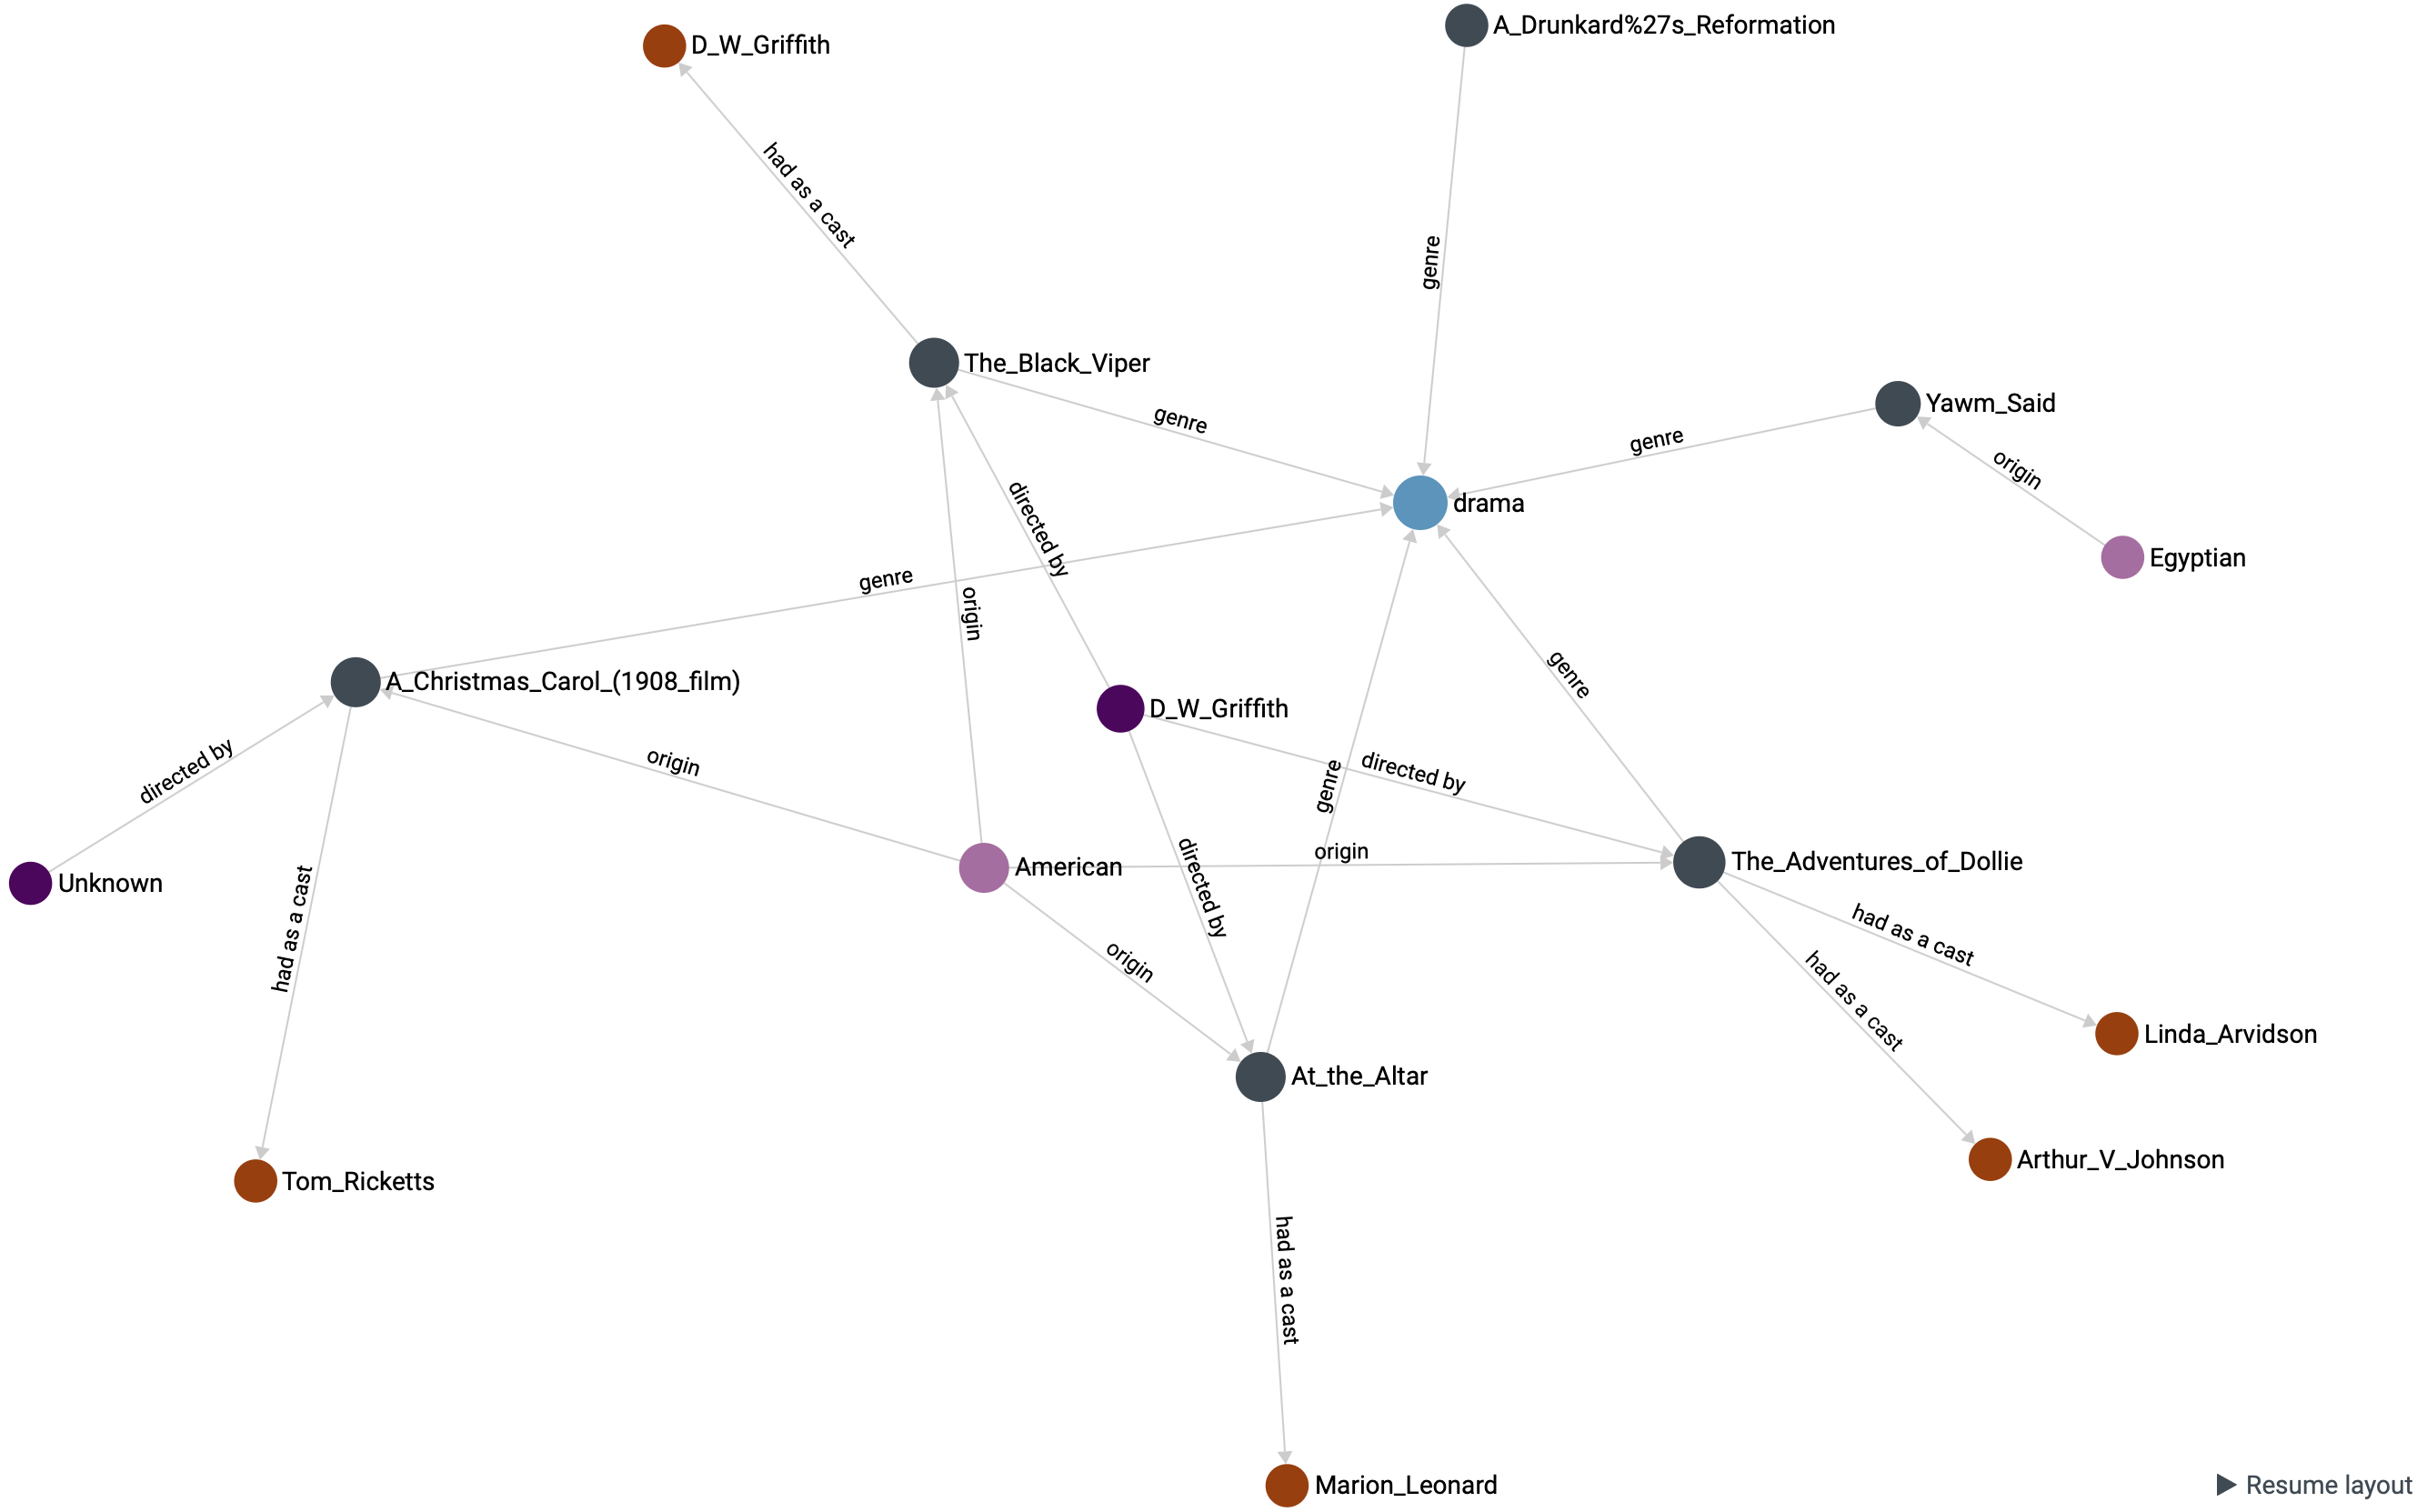 A_Drunkard%27s_Reformation
D_W_Griffith
had as a cast
genre
The_Black_Viper
Yawm_Said
genre
genre
origin
directed by
drama
Egyptian
genre
origin
A_Christmas_Carol_(1908_film)
genre
D_W_Griffith
directed by
origin
directed by
genre
origin
The_Adventures_of_Dollie
American
Unknown
directed by
had as a cast
had as a cast
origin
had as a cast
Linda_Arvidson
At_the_Altar
Arthur_V_Johnson
Tom_Ricketts
had as a cast
Marion_Leonard
Resume layout